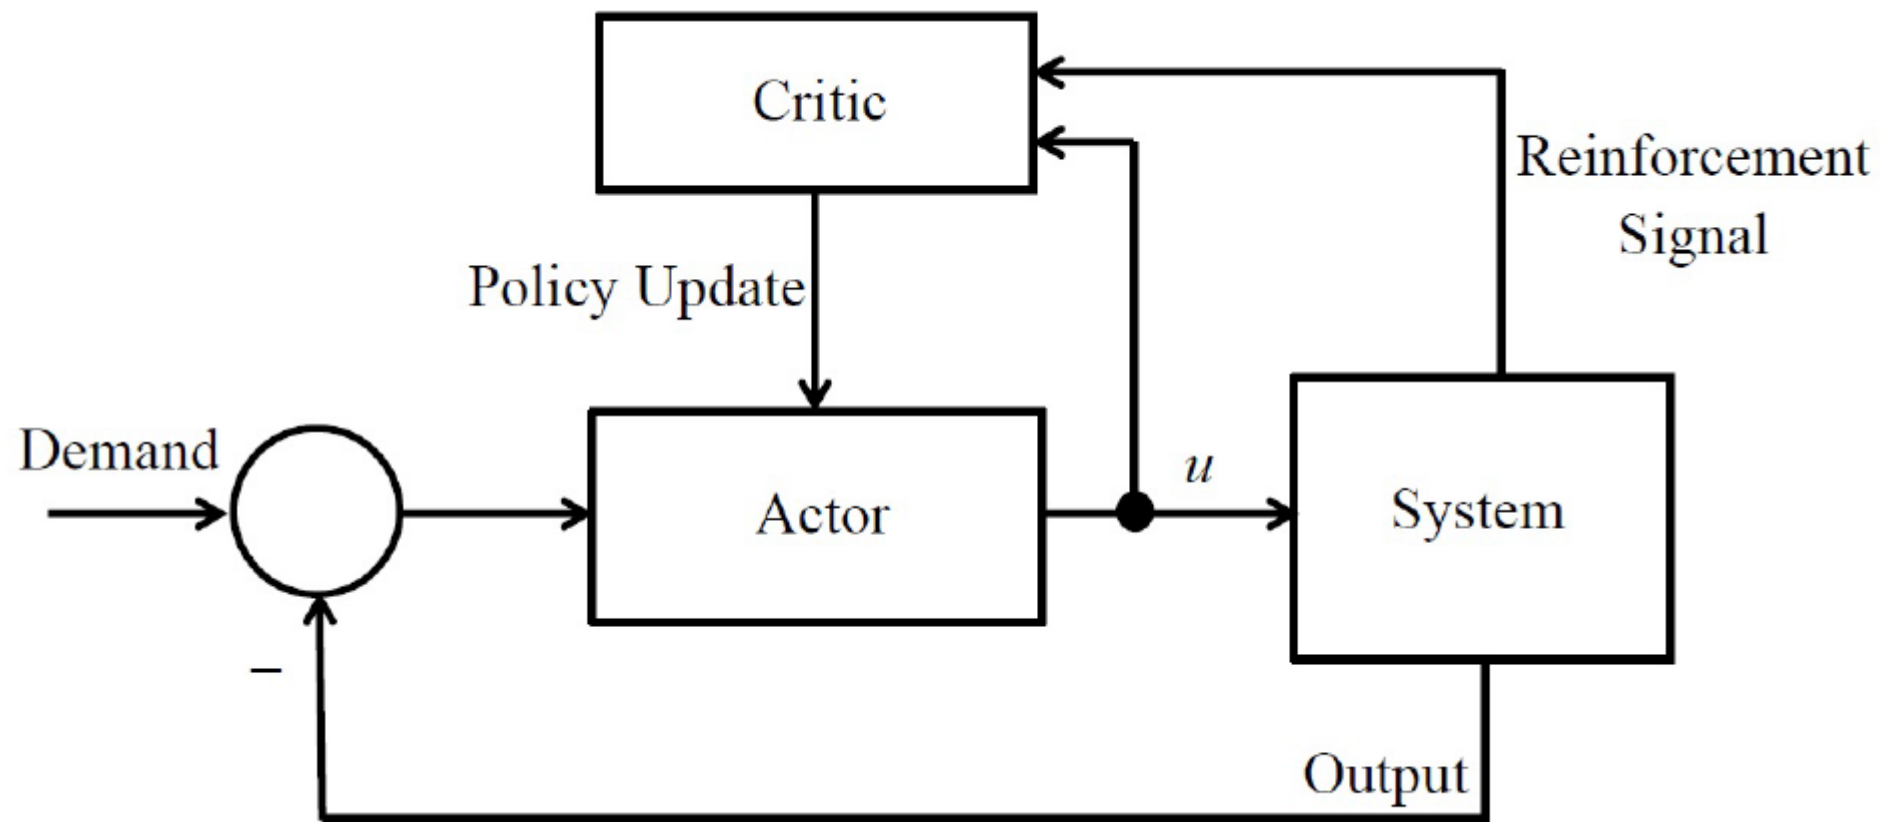 Critic
Reinforcement
Signal
Policy Update
Demand
u
Actor
System
–
Output